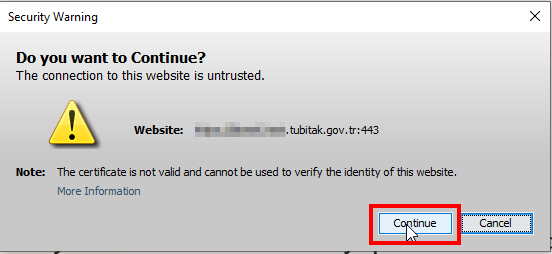 Security Warning
Do you want to Continue?
The connection to this website is untrusted.
Website: .tubitak.gov.tr:443
Note: The certificate is not valid and cannot be used to verify the identity of this website.
More Information
Continue Cancel